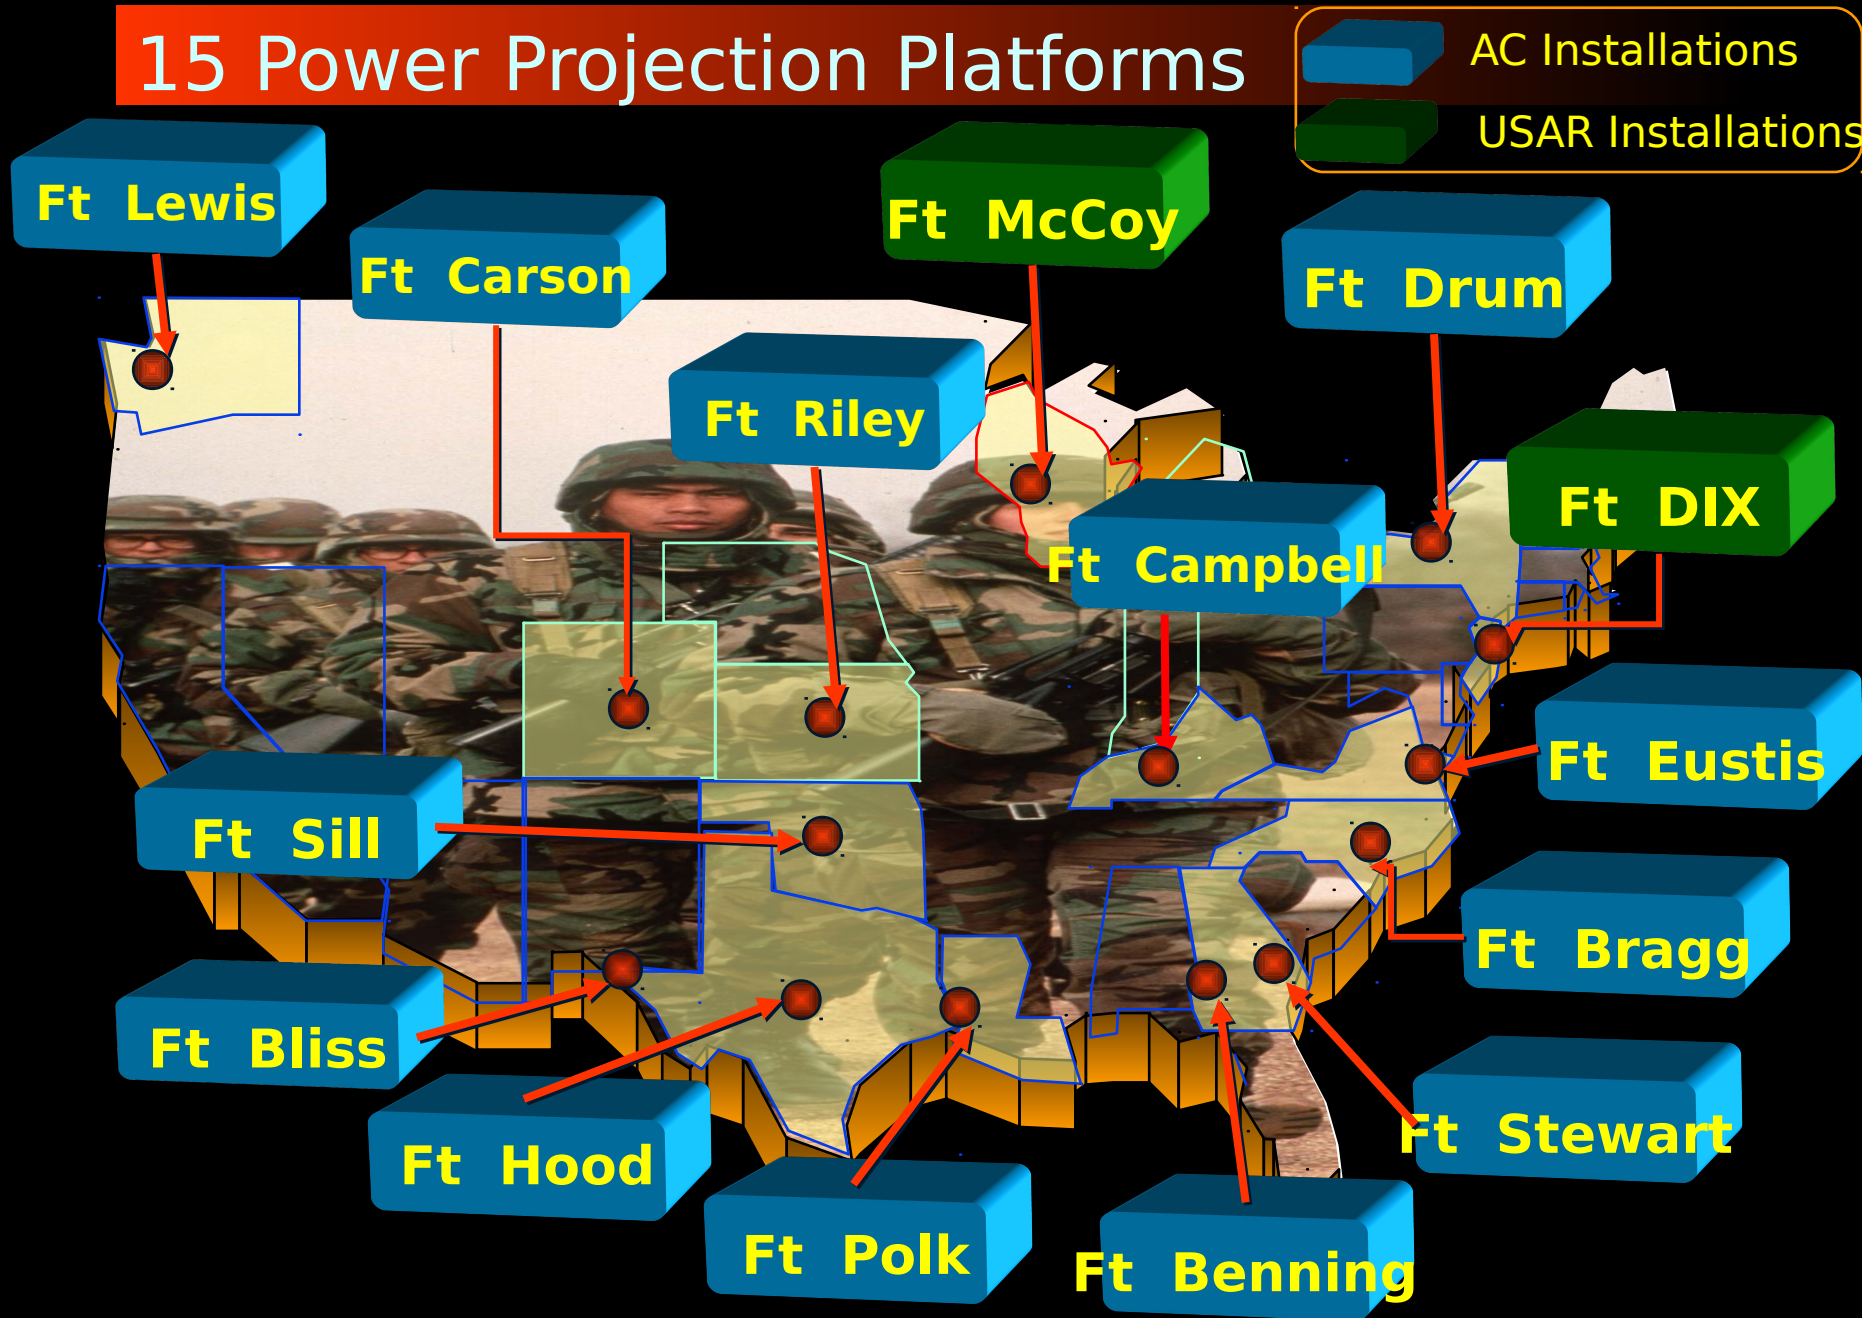 15 Power Projection Platforms
AC Installations
USAR Installations
Ft Lewis
Ft Carson
Ft McCoy
Ft Drum
Ft Riley
Ft DIX
Ft Campbell
Ft Eustis
Ft Sill
Ft Bragg
Ft Bliss
Ft Stewart
Ft Hood
Ft Polk
Ft Benning